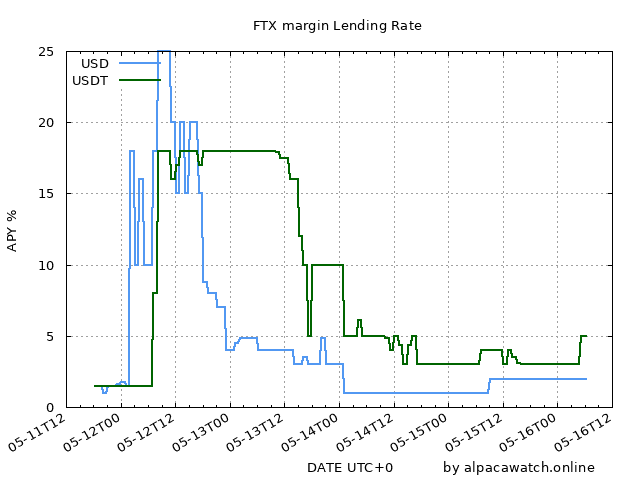 FTX margin Lending Rate
USD
USDT
25
20
15
10
5
0
APY %
05-11T12
05-12T00
05-12T12
05-13T00
05-13T12
05-14T00
05-14T12
05-15T00
05-15T12
05-16T00
05-16T12
DATE UTC+0 by alpacawatch.online